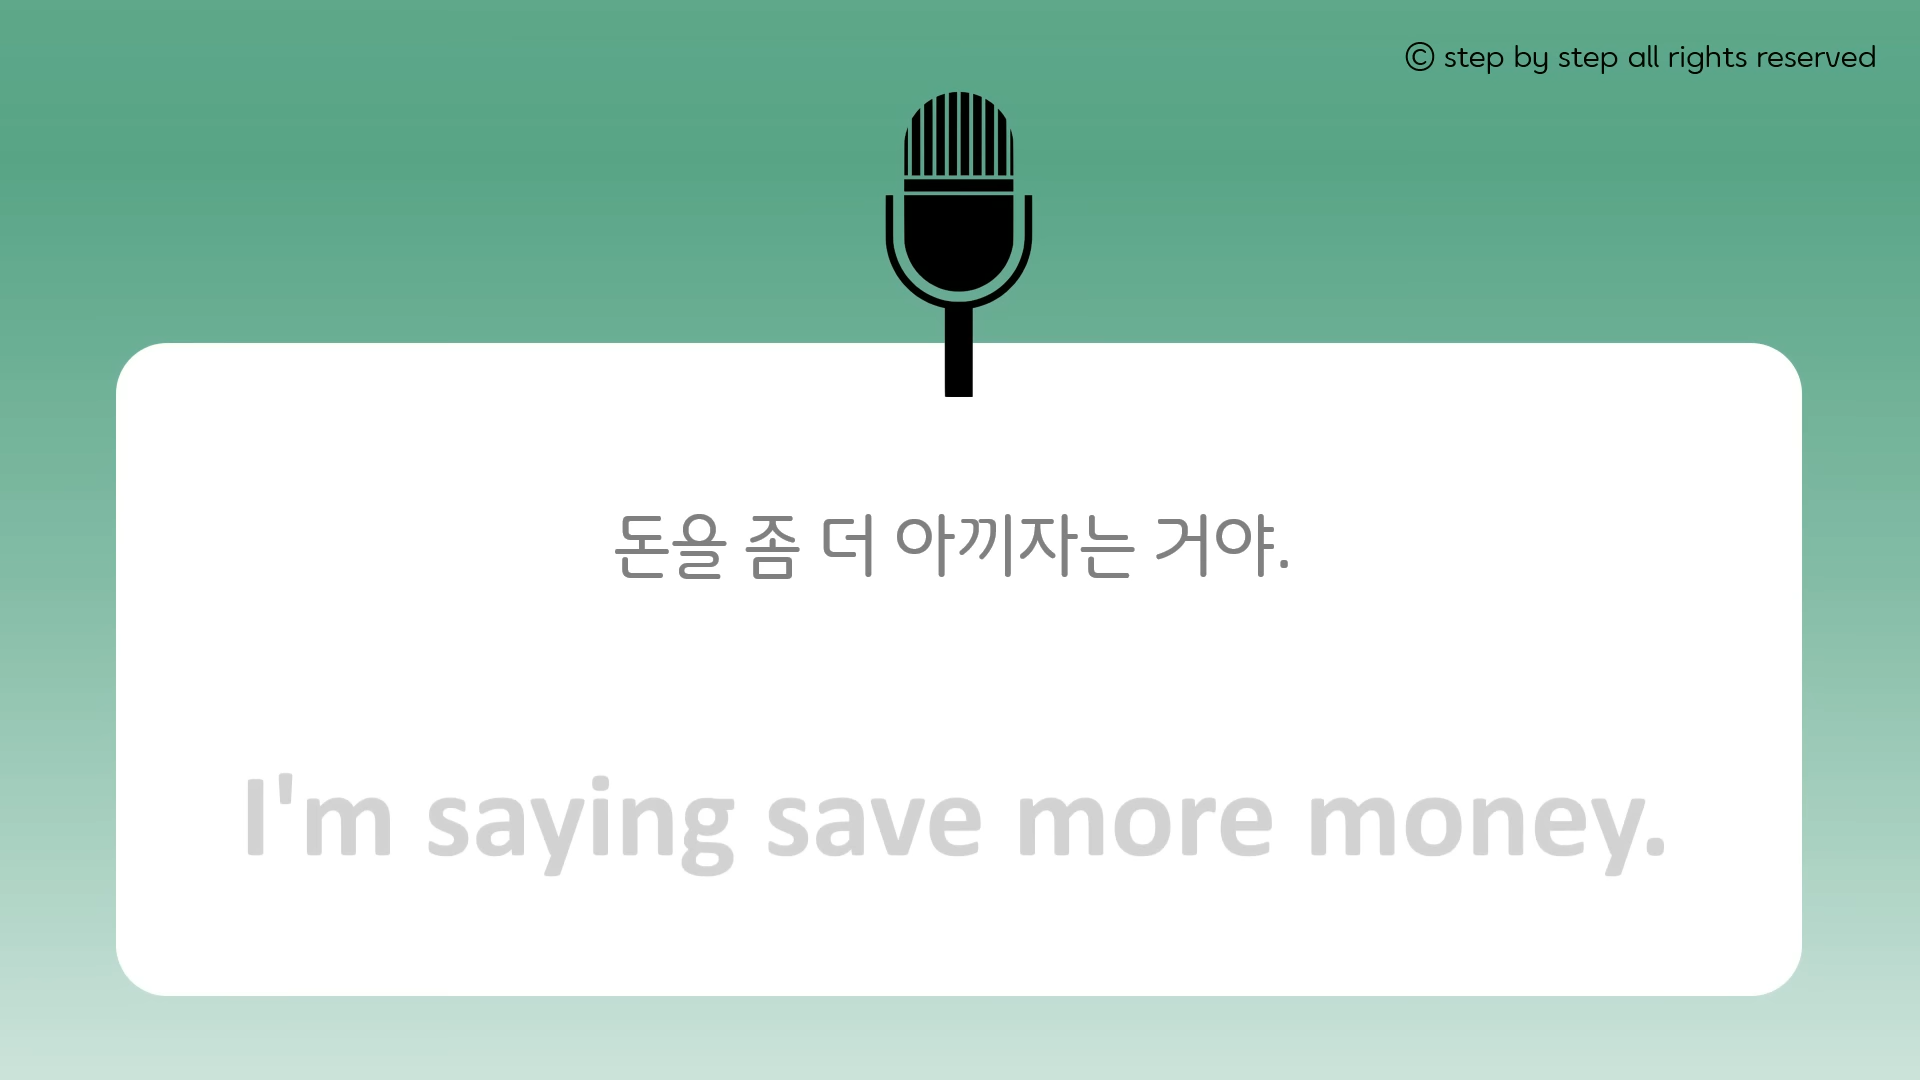 © step by step all rights reserved
돈을 좀 더 아끼자는 거야.
I'm saying save more money.